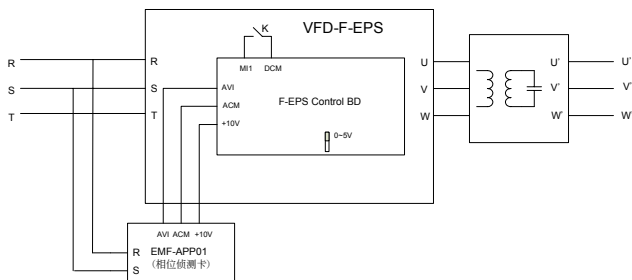 VFD-F-EPS
K
MI1 DCM
R R
S S
T T
AVI
ACM
+10V
F-EPS Control BD
0~5V
U U' U'
V V' V'
W W' W'
AVI ACM +10V
R EMF-APP01
S (相位侦测卡)